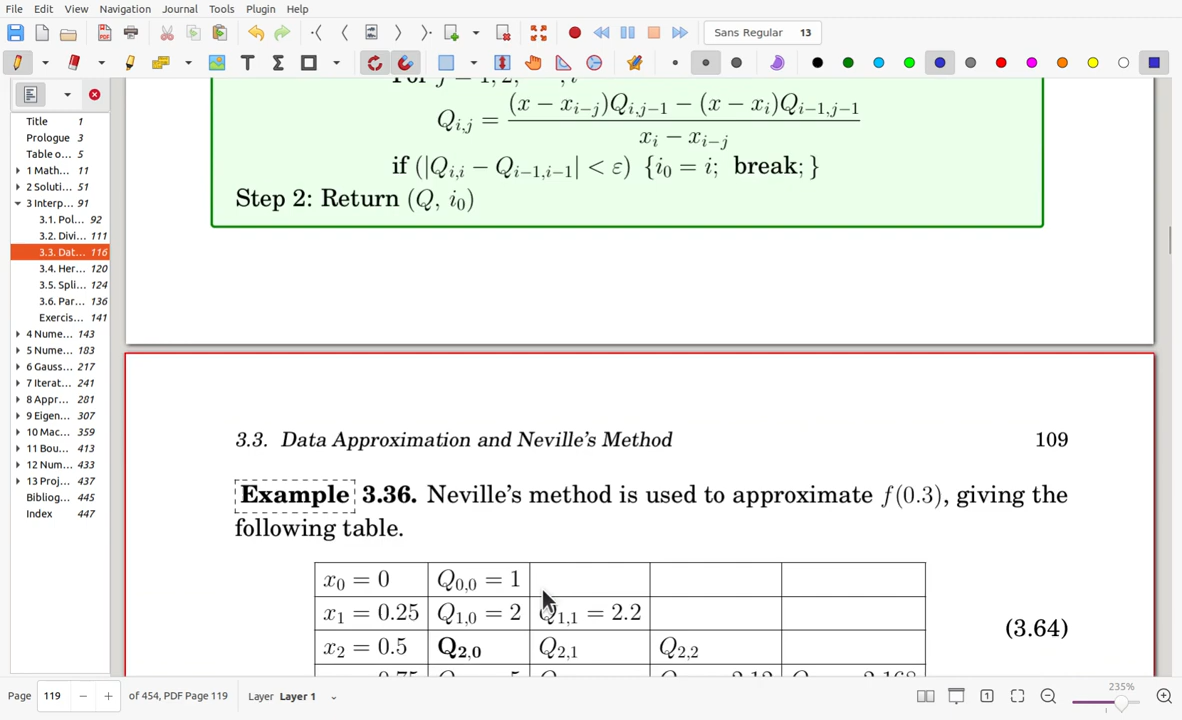 File Edit View Navigation Journal Tools Plugin Help
Sans Regular 13
Title 1
Prologue 3
Table o... 5
1 Math... 11
2 Soluti... 51
3 Interp... 91
3.1. Pol... 92
3.2. Divi... 111
3.3. Dat... 116
3.4. Her... 120
3.5. Spli... 124
3.6. Par... 136
Exercis... 141
4 Nume... 143
5 Nume... 183
6 Gauss... 217
7 Iterat... 241
8 Appr... 281
9 Eigen... 307
10 Mac... 359
11 Bou... 413
12 Num... 433
13 Proj... 437
Bibliog... 445
Index 447
For j = 1, 2, , i
Q_{i,j} = \frac{(x − x_{i−j})Q_{i,j−1} − (x − x_i)Q_{i−1,j−1}}{x_i − x_{i−j}}
if (|Q_{i,i} − Q_{i−1,i−1}| < ε) {i_0 = i; break; }
Step 2: Return (Q, i_0)
3.3. Data Approximation and Neville's Method 109
Example 3.36. Neville's method is used to approximate f(0.3), giving the
following table.
x_0 = 0 Q_{0,0} = 1
x_1 = 0.25 Q_{1,0} = 2 Q_{1,1} = 2.2
x_2 = 0.5 Q_{2,0} Q_{2,1} Q_{2,2}
(3.64)
Page 119 − + of 454, PDF Page 119 Layer Layer 1 235%